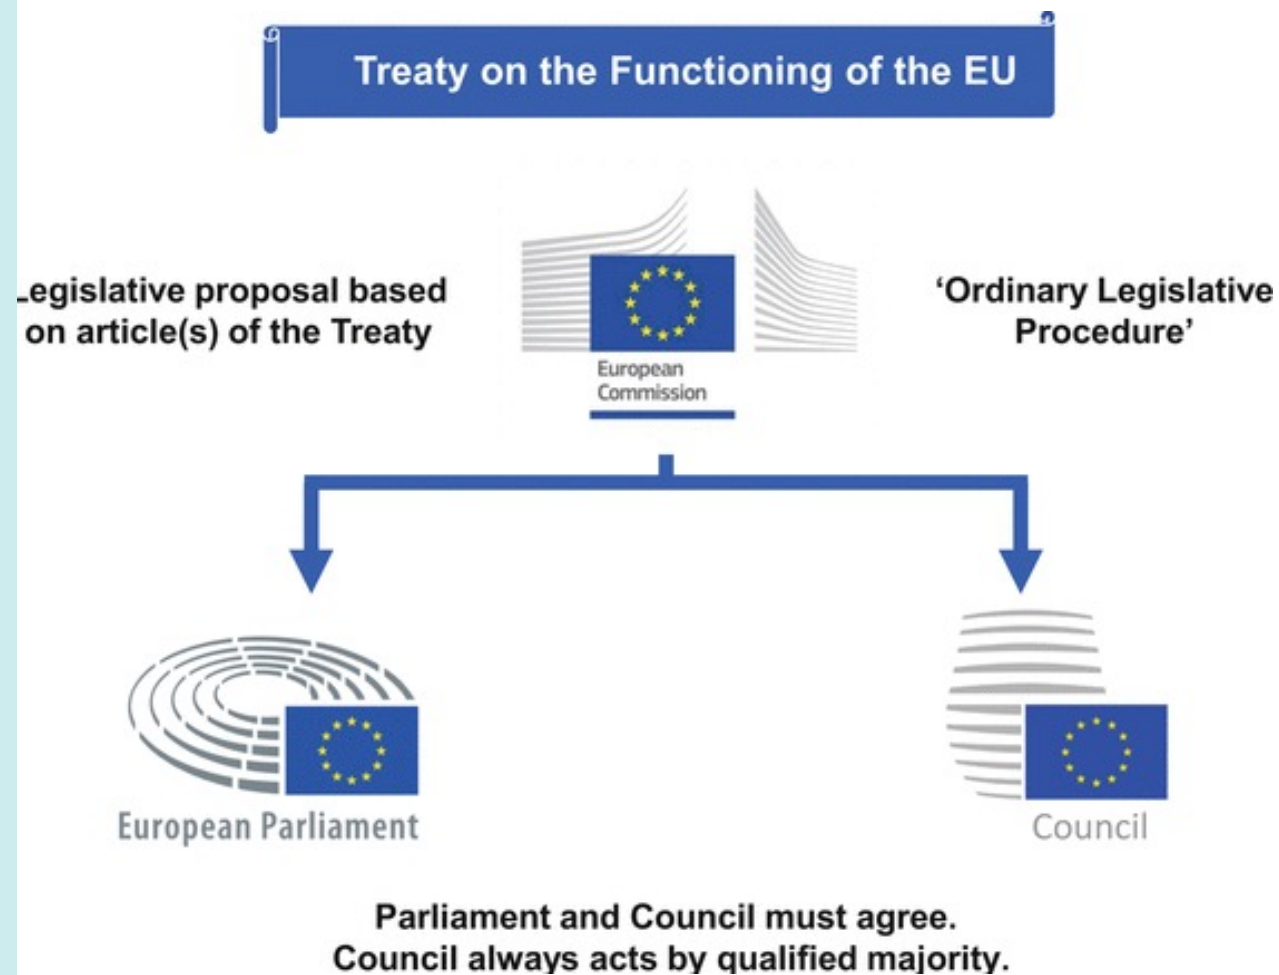 Treaty on the Functioning of the EU
Legislative proposal based
on article(s) of the Treaty
‘Ordinary Legislative
Procedure’
European
Commission
European Parliament
Council
Parliament and Council must agree.
Council always acts by qualified majority.